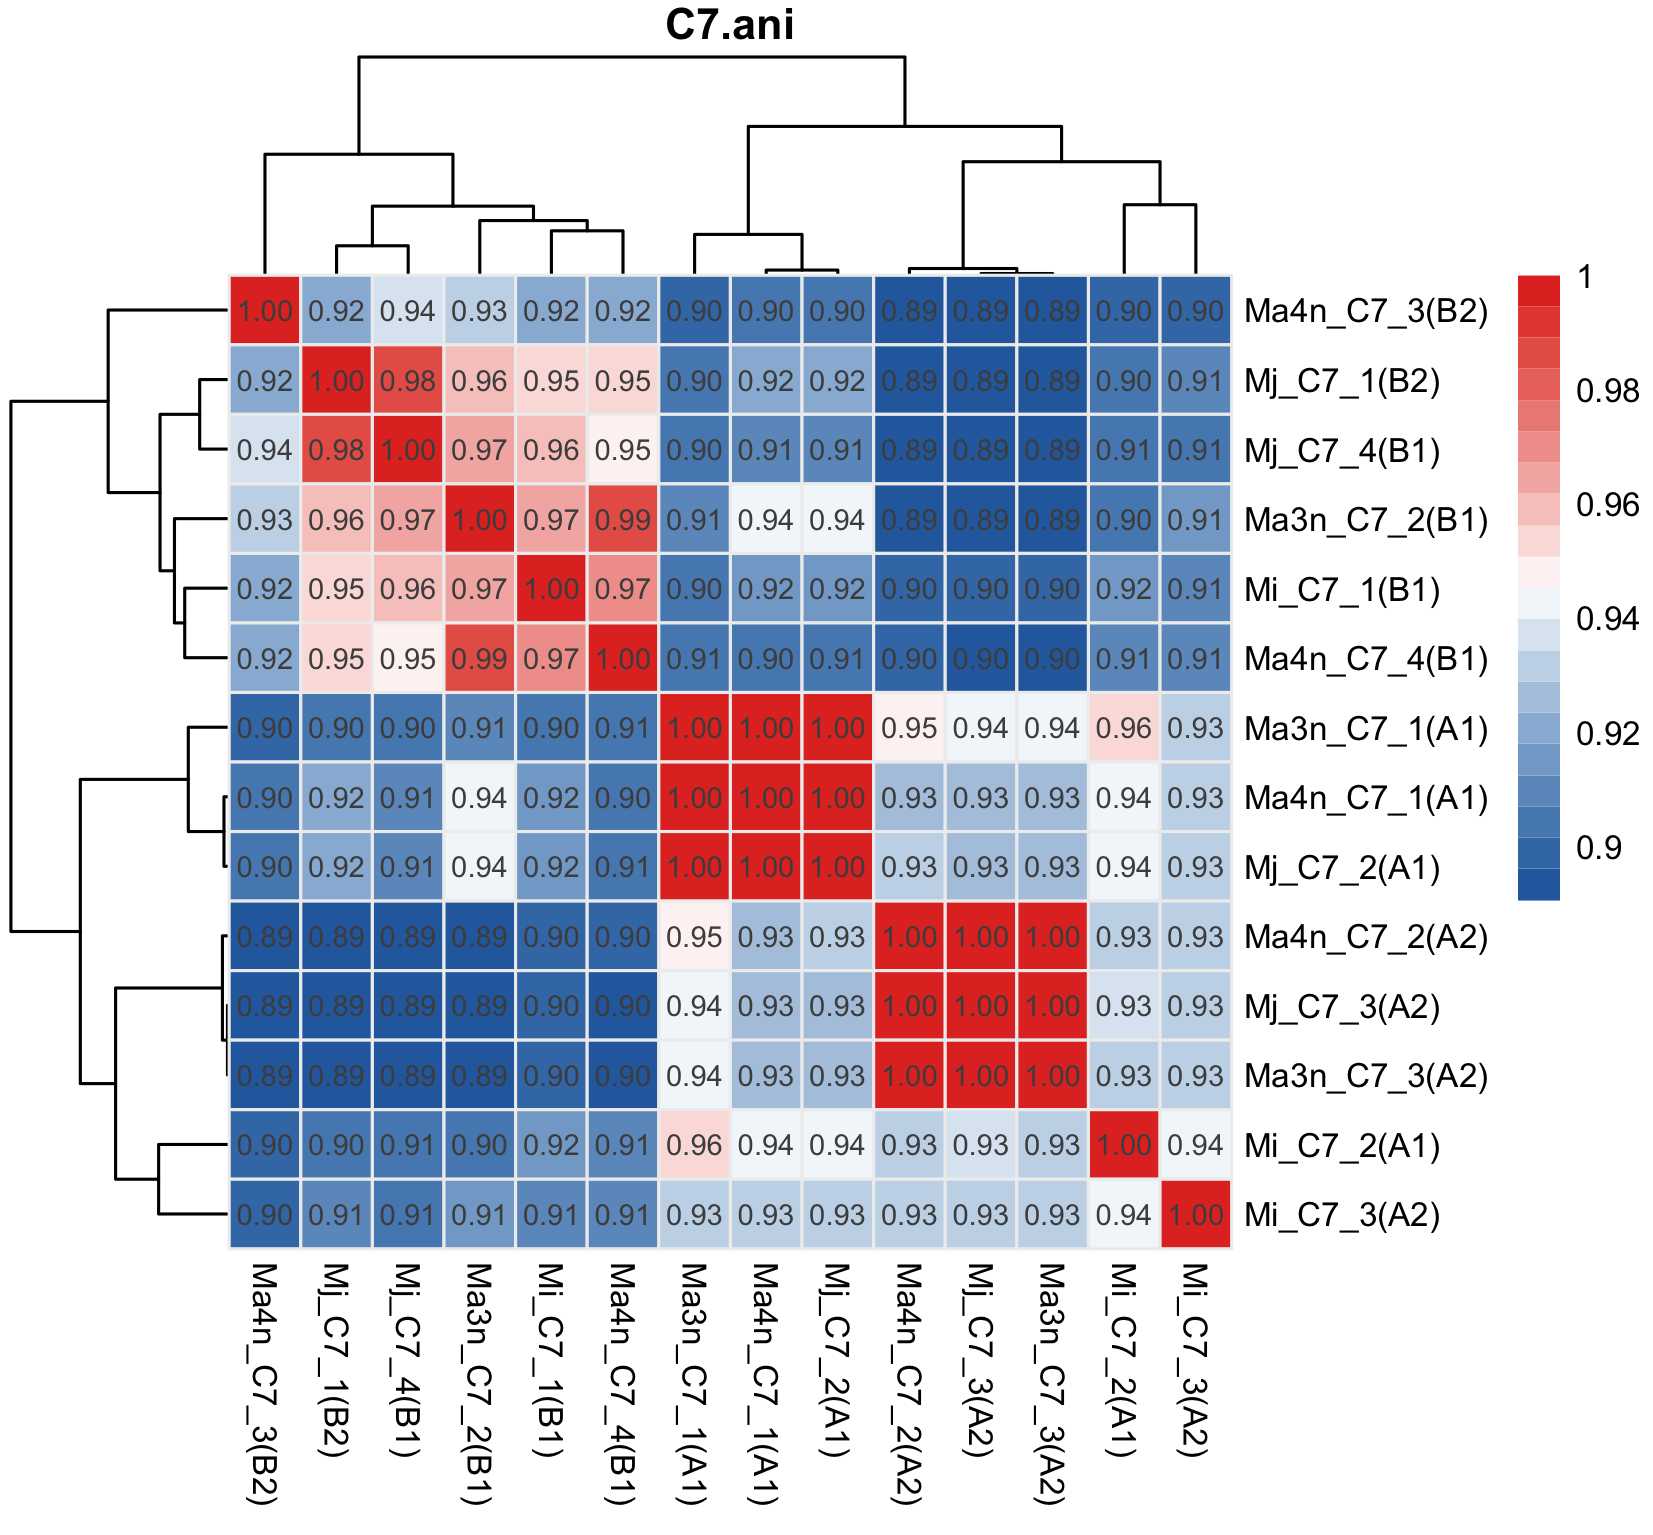 C7.ani
1.00 0.92 0.94 0.93 0.92 0.92 0.90 0.90 0.90 0.89 0.89 0.89 0.90 0.90 Ma4n_C7_3(B2)
0.92 1.00 0.98 0.96 0.95 0.95 0.90 0.92 0.92 0.89 0.89 0.89 0.90 0.91 Mj_C7_1(B2)
0.94 0.98 1.00 0.97 0.96 0.95 0.90 0.91 0.91 0.89 0.89 0.89 0.91 0.91 Mj_C7_4(B1)
0.93 0.96 0.97 1.00 0.97 0.99 0.91 0.94 0.94 0.89 0.89 0.89 0.90 0.91 Ma3n_C7_2(B1)
0.92 0.95 0.96 0.97 1.00 0.97 0.90 0.92 0.92 0.90 0.90 0.90 0.92 0.91 Mi_C7_1(B1)
0.92 0.95 0.95 0.99 0.97 1.00 0.91 0.90 0.91 0.90 0.90 0.90 0.91 0.91 Ma4n_C7_4(B1)
0.90 0.90 0.90 0.91 0.90 0.91 1.00 1.00 1.00 0.95 0.94 0.94 0.96 0.93 Ma3n_C7_1(A1)
0.90 0.92 0.91 0.94 0.92 0.90 1.00 1.00 1.00 0.93 0.93 0.93 0.94 0.93 Ma4n_C7_1(A1)
0.90 0.92 0.91 0.94 0.92 0.91 1.00 1.00 1.00 0.93 0.93 0.93 0.94 0.93 Mj_C7_2(A1)
0.89 0.89 0.89 0.89 0.90 0.90 0.95 0.93 0.93 1.00 1.00 1.00 0.93 0.93 Ma4n_C7_2(A2)
0.89 0.89 0.89 0.89 0.90 0.90 0.94 0.93 0.93 1.00 1.00 1.00 0.93 0.93 Mj_C7_3(A2)
0.89 0.89 0.89 0.89 0.90 0.90 0.94 0.93 0.93 1.00 1.00 1.00 0.93 0.93 Ma3n_C7_3(A2)
0.90 0.90 0.91 0.90 0.92 0.91 0.96 0.94 0.94 0.93 0.93 0.93 1.00 0.94 Mi_C7_2(A1)
0.90 0.91 0.91 0.91 0.91 0.91 0.93 0.93 0.93 0.93 0.93 0.93 0.94 1.00 Mi_C7_3(A2)
Ma4n_C7_3(B2)
Mj_C7_1(B2)
Mj_C7_4(B1)
Ma3n_C7_2(B1)
Mi_C7_1(B1)
Ma4n_C7_4(B1)
Ma3n_C7_1(A1)
Ma4n_C7_1(A1)
Mj_C7_2(A1)
Ma4n_C7_2(A2)
Mj_C7_3(A2)
Ma3n_C7_3(A2)
Mi_C7_2(A1)
Mi_C7_3(A2)
1
0.98
0.96
0.94
0.92
0.9